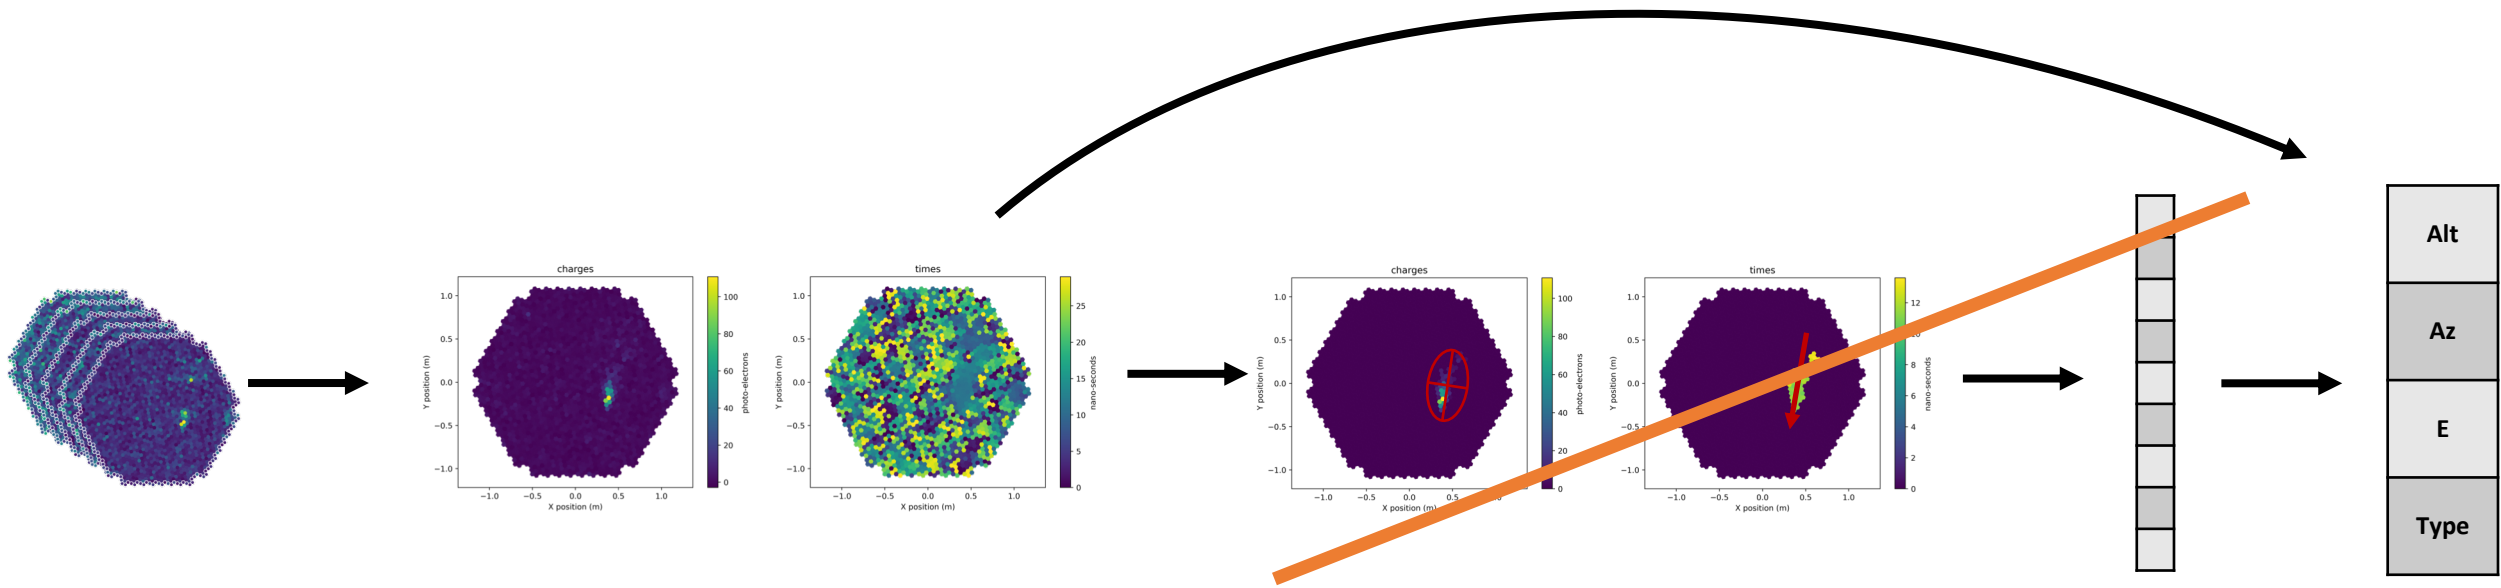 charges
1.0
0.5
0.0
−0.5
−1.0
Y position (m)
−1.0 −0.5 0.0 0.5 1.0
X position (m)
100
80
60
40
20
0
photo-electrons
times
1.0
0.5
0.0
−0.5
−1.0
Y position (m)
−1.0 −0.5 0.0 0.5 1.0
X position (m)
25
20
15
10
5
0
nano-seconds
charges
1.0
0.5
0.0
−0.5
−1.0
Y position (m)
−1.0 −0.5 0.0 0.5
X position (m)
100
80
60
40
20
0
photo-electrons
times
1.0
0.5
0.0
−0.5
−1.0
Y position (m)
−1.0 −0.5 0.0 0.5 1.0
X position (m)
12
8
6
4
2
0
nano-seconds
Alt
Az
E
Type